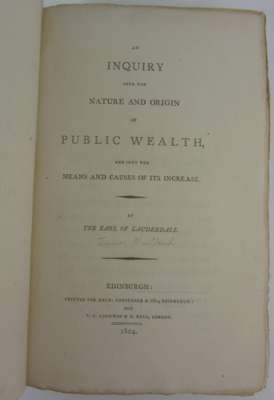 AN
INQUIRY
INTO THE
NATURE AND ORIGIN
OF
PUBLIC WEALTH,
AND INTO THE
MEANS AND CAUSES OF ITS INCREASE.
BY
THE EARL OF LAUDERDALE.
EDINBURGH:
PRINTED FOR ARCH. CONSTABLE & CO. EDINBURGH;
AND
T. N. LONGMAN & O. REES, LONDON.
1804.